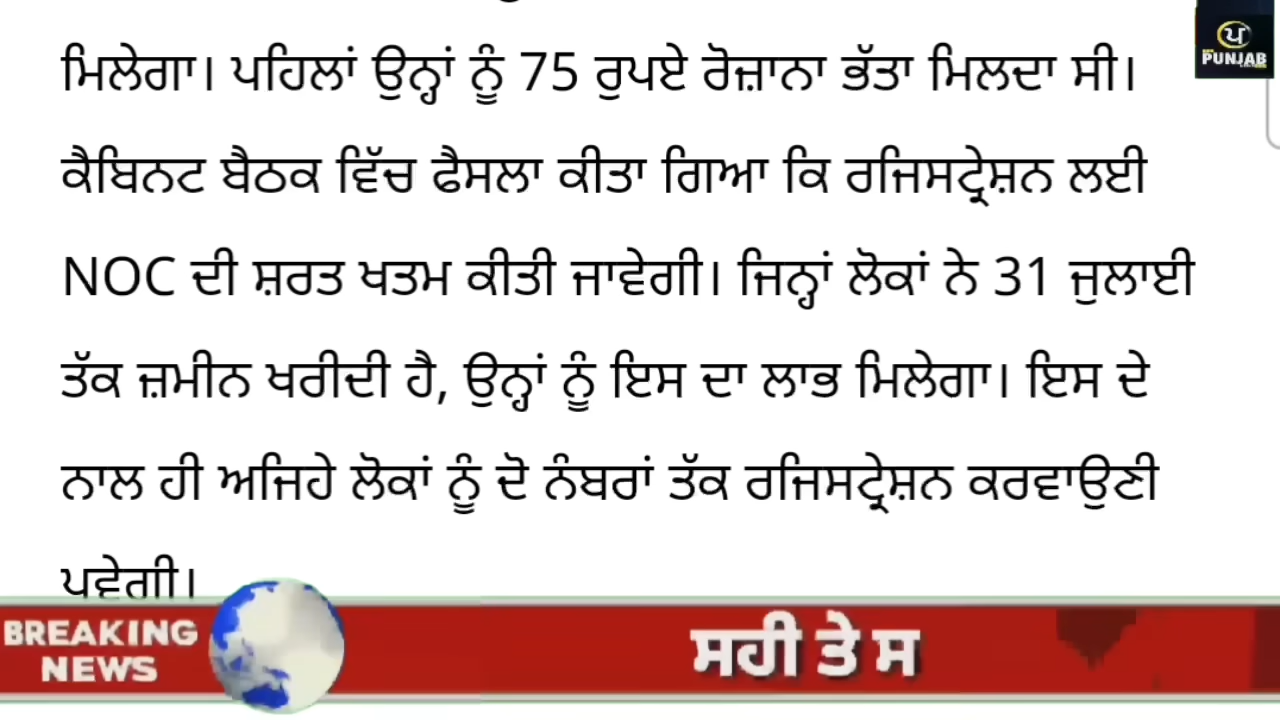 ਮਿਲੇਗਾ। ਪਹਿਲਾਂ ਉਨ੍ਹਾਂ ਨੂੰ 75 ਰੁਪਏ ਰੋਜ਼ਾਨਾ ਭੱਤਾ ਮਿਲਦਾ ਸੀ।
ਕੈਬਿਨਟ ਬੈਠਕ ਵਿੱਚ ਫੈਸਲਾ ਕੀਤਾ ਗਿਆ ਕਿ ਰਜਿਸਟ੍ਰੇਸ਼ਨ ਲਈ
NOC ਦੀ ਸ਼ਰਤ ਖਤਮ ਕੀਤੀ ਜਾਵੇਗੀ। ਜਿਨ੍ਹਾਂ ਲੋਕਾਂ ਨੇ 31 ਜੁਲਾਈ
ਤੱਕ ਜ਼ਮੀਨ ਖਰੀਦੀ ਹੈ, ਉਨ੍ਹਾਂ ਨੂੰ ਇਸ ਦਾ ਲਾਭ ਮਿਲੇਗਾ। ਇਸ ਦੇ
ਨਾਲ ਹੀ ਅਜਿਹੇ ਲੋਕਾਂ ਨੂੰ ਦੋ ਨੰਬਰਾਂ ਤੱਕ ਰਜਿਸਟ੍ਰੇਸ਼ਨ ਕਰਵਾਉਣੀ
ਪਵੇਗੀ।
BREAKING
NEWS
ਸਹੀ ਤੇ ਸ
ਪ
PUNJAB